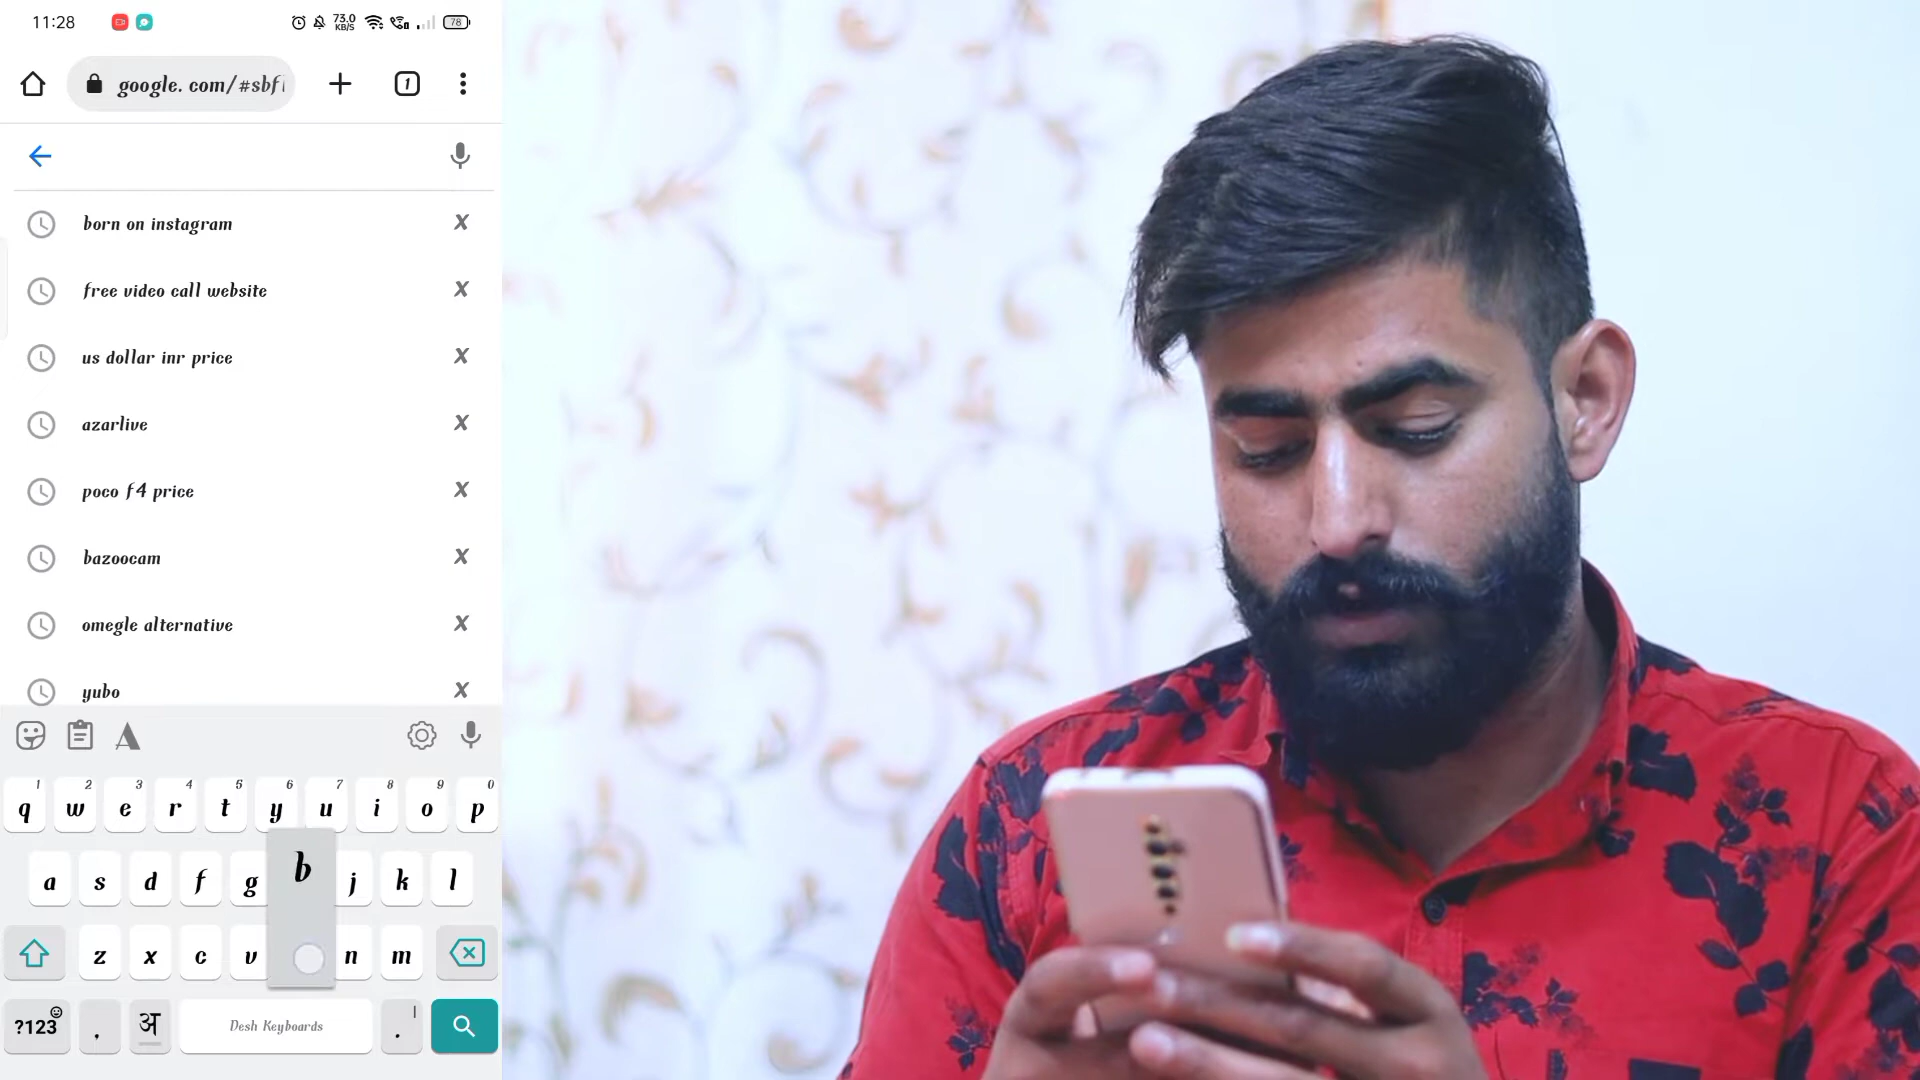 11:28 73.0 KB/S 78
google. com/#sbf
1
born on instagram X
free video call website X
us dollar inr price X
azarlive X
poco f4 price X
bazoocam X
omegle alternative X
yubo X
A
1 2 3 4 5 6 7 8 9 0
q w e r t y u i o p
a s d f g b j k l
z x c v n m
?123 , अ Desh Keyboards .